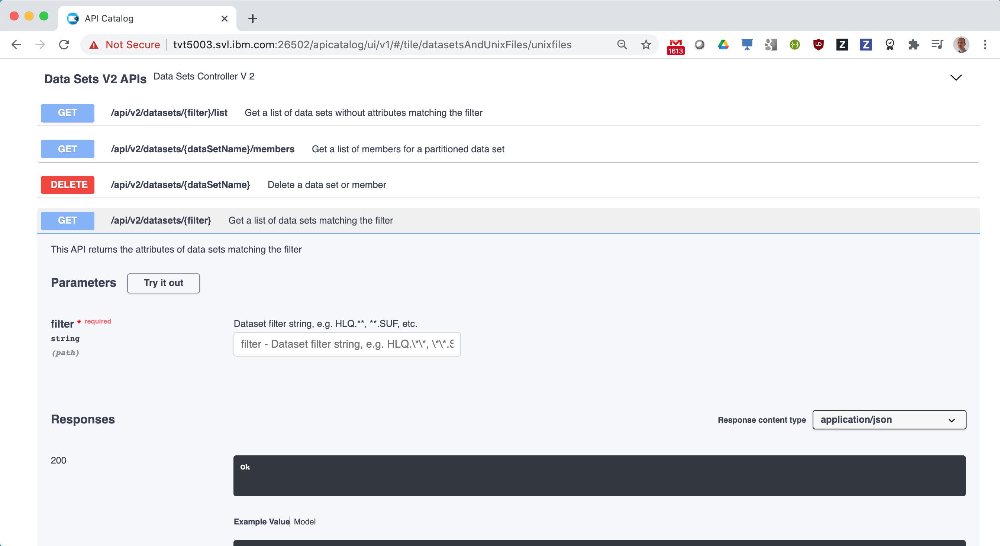 API Catalog
Not Secure tvt5003.svl.ibm.com:26502/apicatalog/ui/v1/#/tile/datasetsAndUnixFiles/unixfiles
1613
Z
Z
Data Sets V2 APIs Data Sets Controller V 2
GET /api/v2/datasets/{filter}/list Get a list of data sets without attributes matching the filter
GET /api/v2/datasets/{dataSetName}/members Get a list of members for a partitioned data set
DELETE /api/v2/datasets/{dataSetName} Delete a data set or member
GET /api/v2/datasets/{filter} Get a list of data sets matching the filter
This API returns the attributes of data sets matching the filter
Parameters Try it out
filter * required
string
(path)
Dataset filter string, e.g. HLQ.**, **.SUF, etc.
filter - Dataset filter string, e.g. HLQ.\*\*, \*\*.S
Responses Response content type application/json
200
Ok
Example Value Model